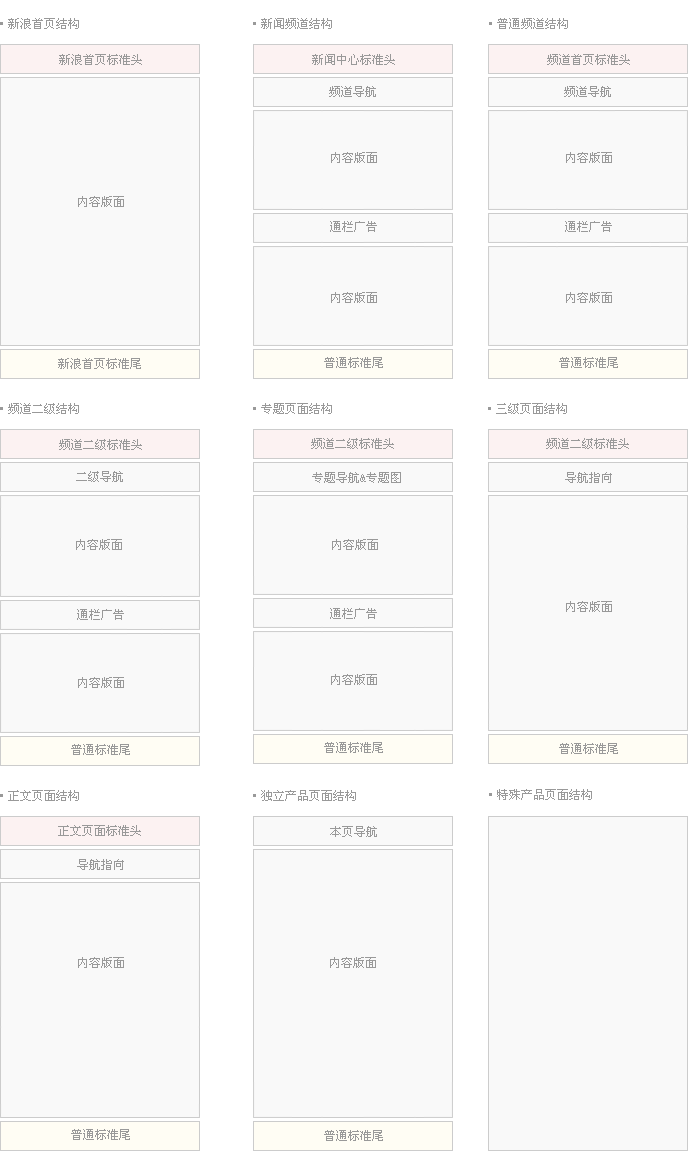 新浪首页结构
新浪首页标准头
内容版面
新浪首页标准尾
新闻频道结构
新闻中心标准头
频道导航
内容版面
通栏广告
内容版面
普通标准尾
普通频道结构
频道首页标准头
频道导航
内容版面
通栏广告
内容版面
普通标准尾
频道二级结构
频道二级标准头
二级导航
内容版面
通栏广告
内容版面
普通标准尾
专题页面结构
频道二级标准头
专题导航&专题图
内容版面
通栏广告
内容版面
普通标准尾
三级页面结构
频道二级标准头
导航指向
内容版面
普通标准尾
正文页面结构
正文页面标准头
导航指向
内容版面
普通标准尾
独立产品页面结构
本页导航
内容版面
普通标准尾
特殊产品页面结构